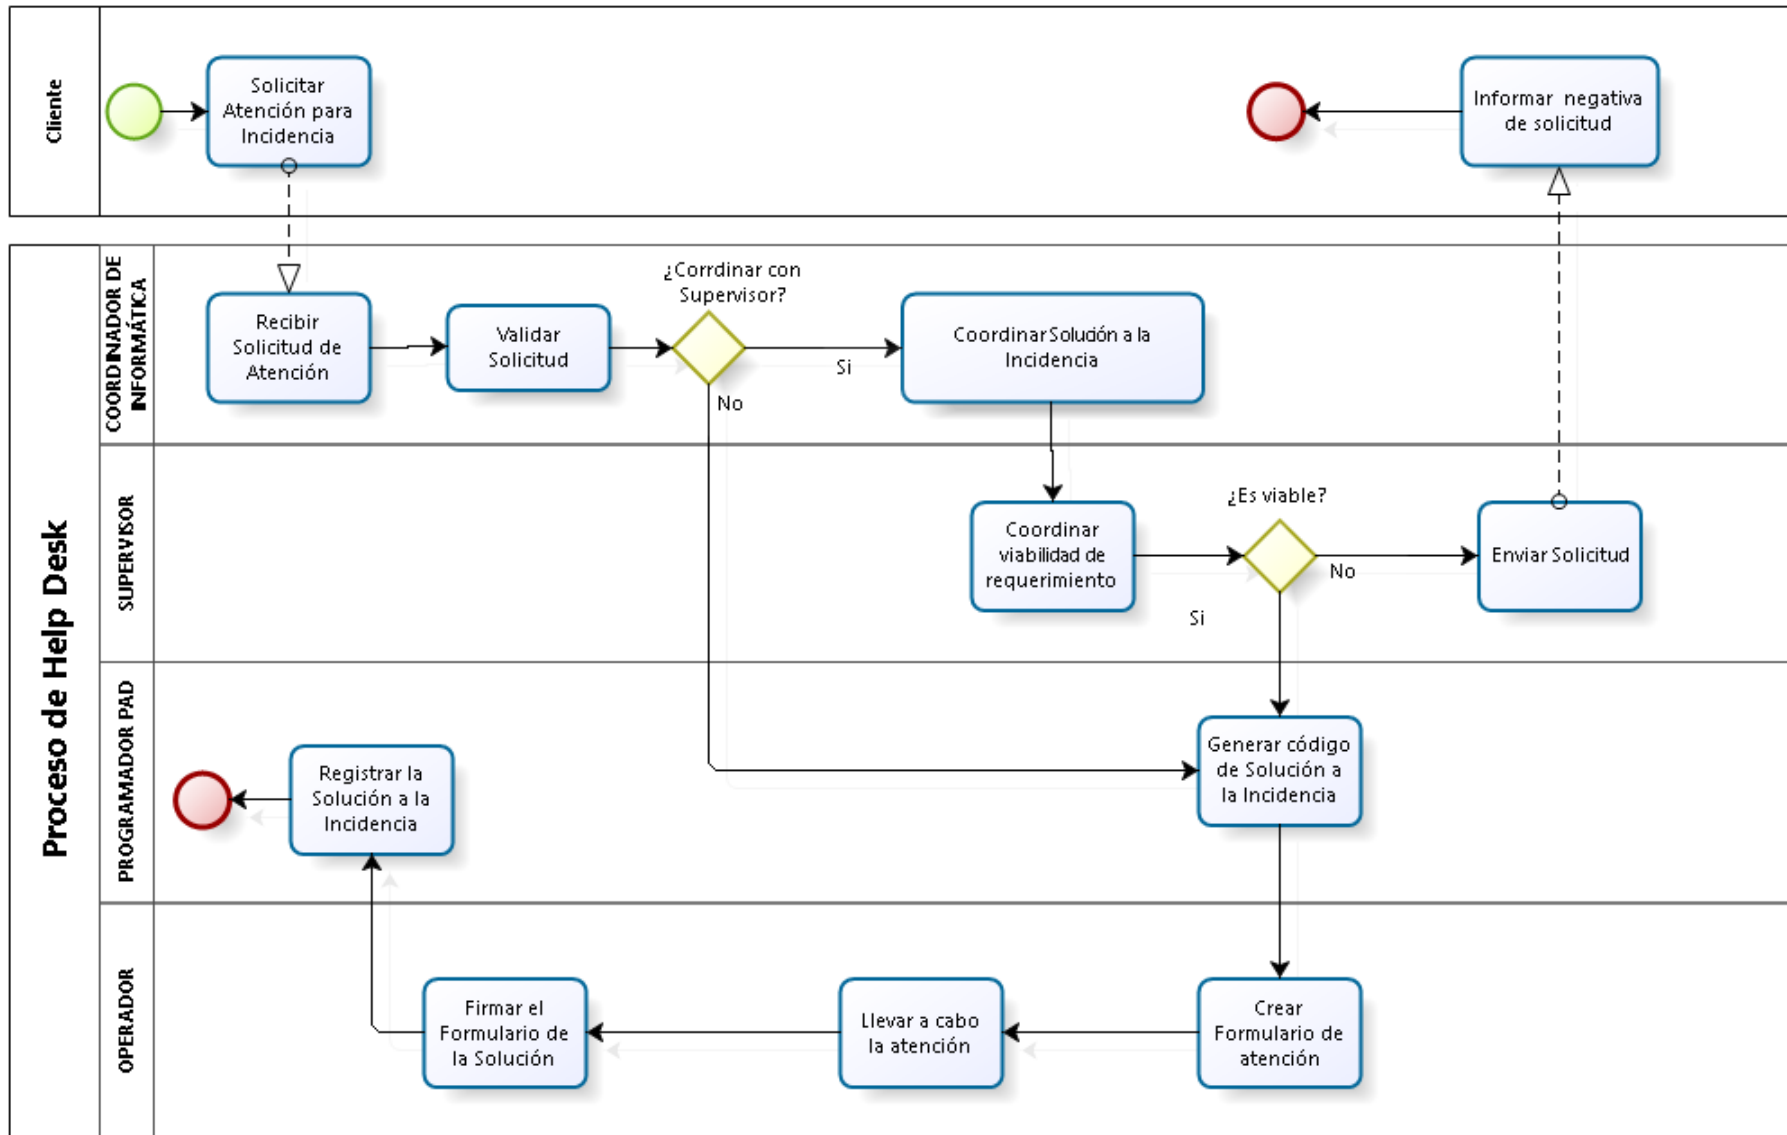 Cliente
Solicitar
Atención para
Incidencia
Informar negativa
de solicitud
Proceso de Help Desk
COORDINADOR DE
INFORMÁTICA
Recibir
Solicitud de
Atención
Validar
Solicitud
¿Corrdinar con
Supervisor?
Si
No
Coordinar Solución a la
Incidencia
SUPERVISOR
Coordinar
viabilidad de
requerimiento
¿Es viable?
No
Si
Enviar Solicitud
PROGRAMADOR PAD
Registrar la
Solución a la
Incidencia
Generar código
de Solución a
la Incidencia
OPERADOR
Firmar el
Formulario de
la Solución
Llevar a cabo
la atención
Crear
Formulario de
atención